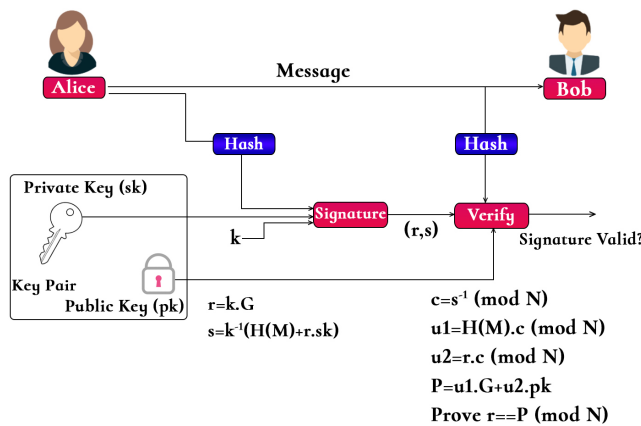 Message
Alice
Bob
Hash
Hash
Private Key (sk)
Signature
Verify
k
(r,s)
Signature Valid?
Key Pair
Public Key (pk)
r=k.G
s=k⁻¹(H(M)+r.sk)
c=s⁻¹ (mod N)
u1=H(M).c (mod N)
u2=r.c (mod N)
P=u1.G+u2.pk
Prove r==P (mod N)